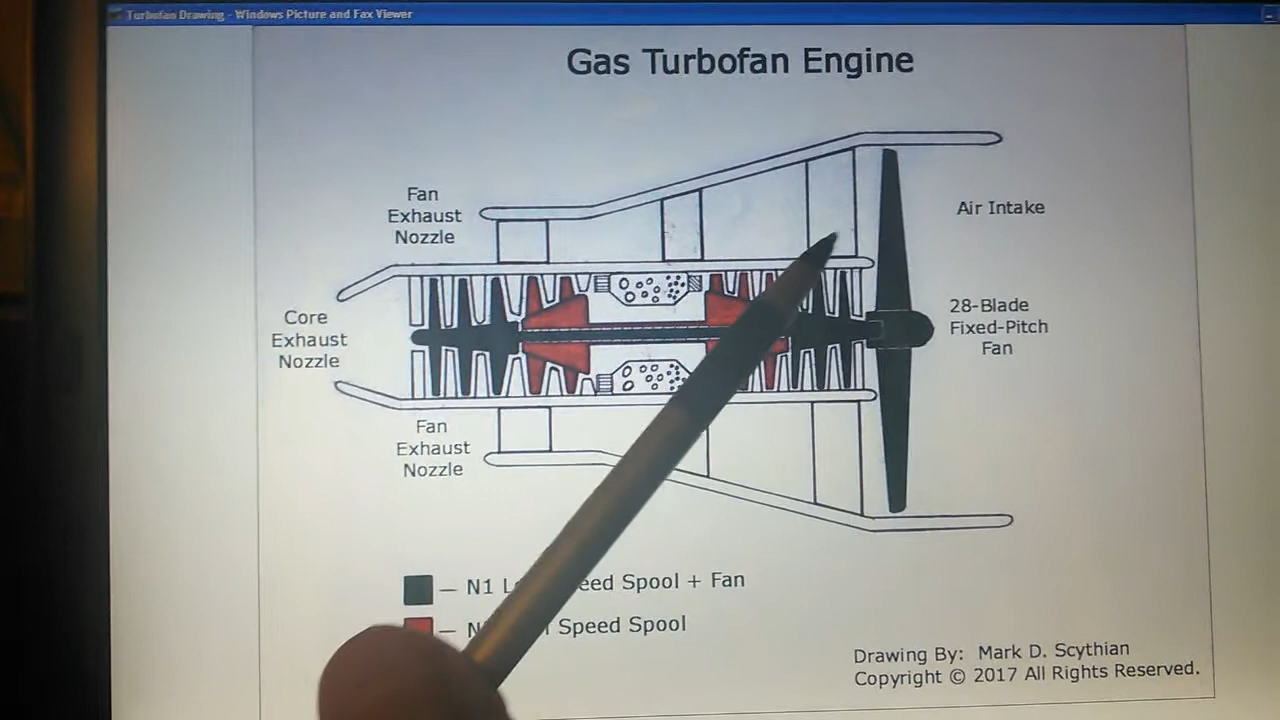 Turbofan Drawing - Windows Picture and Fax Viewer
Gas Turbofan Engine
Fan
Exhaust
Nozzle
Air Intake
Core
Exhaust
Nozzle
28-Blade
Fixed-Pitch
Fan
Fan
Exhaust
Nozzle
— N1 Speed Spool + Fan
— Speed Spool
Drawing By: Mark D. Scythian
Copyright © 2017 All Rights Reserved.